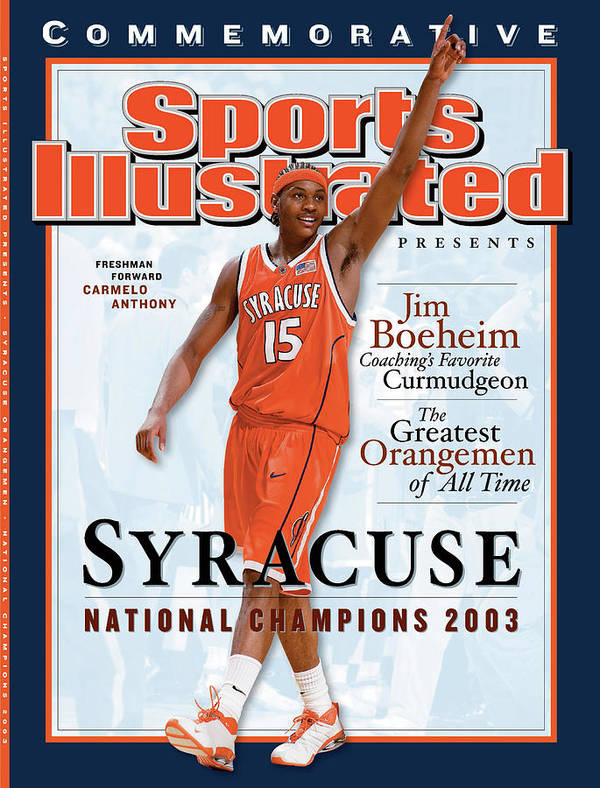 COMMEMORATIVE
Sports
Illustrated
PRESENTS
FRESHMAN
FORWARD
CARMELO
ANTHONY
SYRACUSE
15
Jim
Boeheim
Coaching's Favorite
Curmudgeon
The
Greatest
Orangemen
of All Time
SYRACUSE
NATIONAL CHAMPIONS 2003
SPORTS ILLUSTRATED PRESENTS • SYRACUSE ORANGEMEN • NATIONAL CHAMPIONS 2003